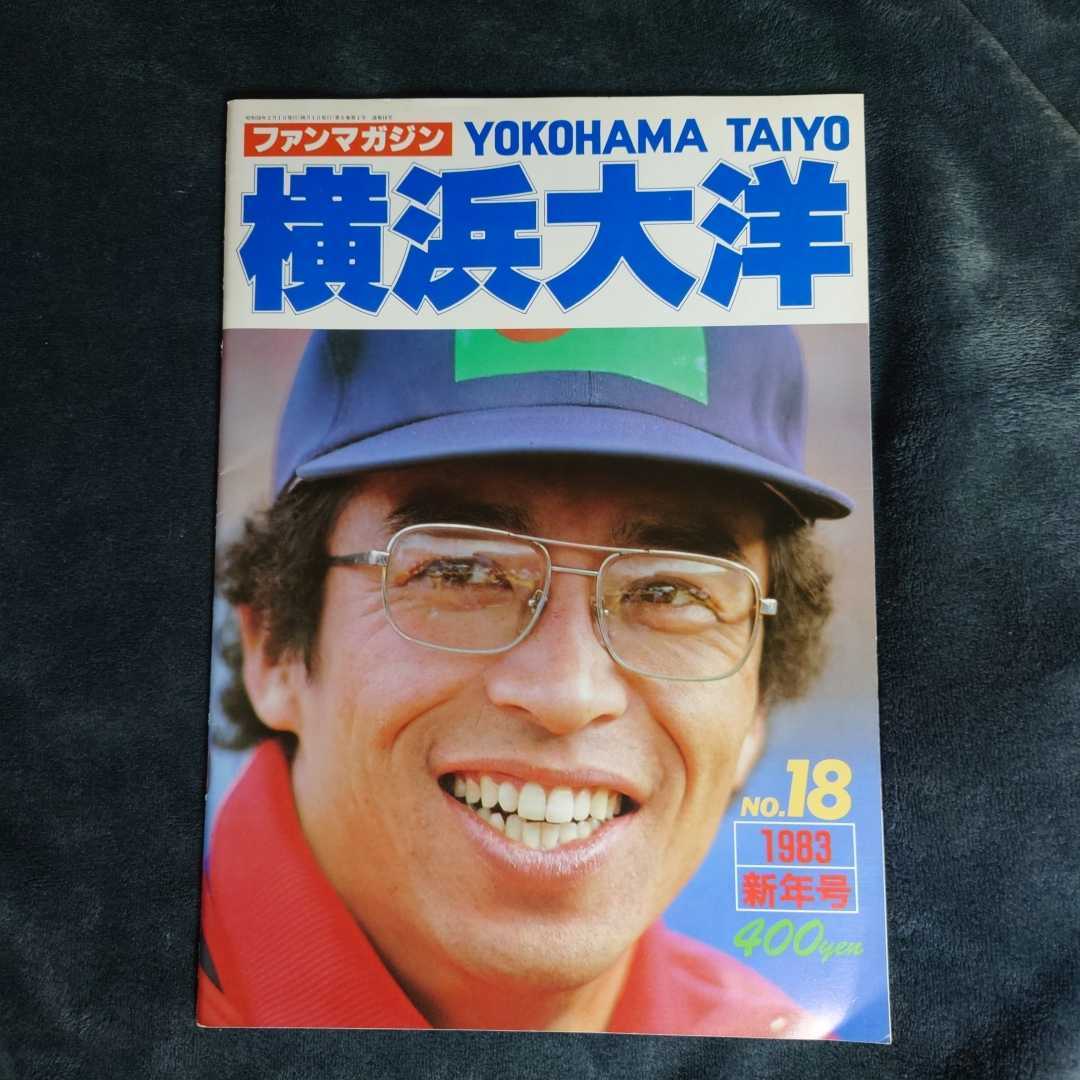 ファンマガジン YOKOHAMA TAIYO
横浜大洋
NO.18
1983
新年号
400yen